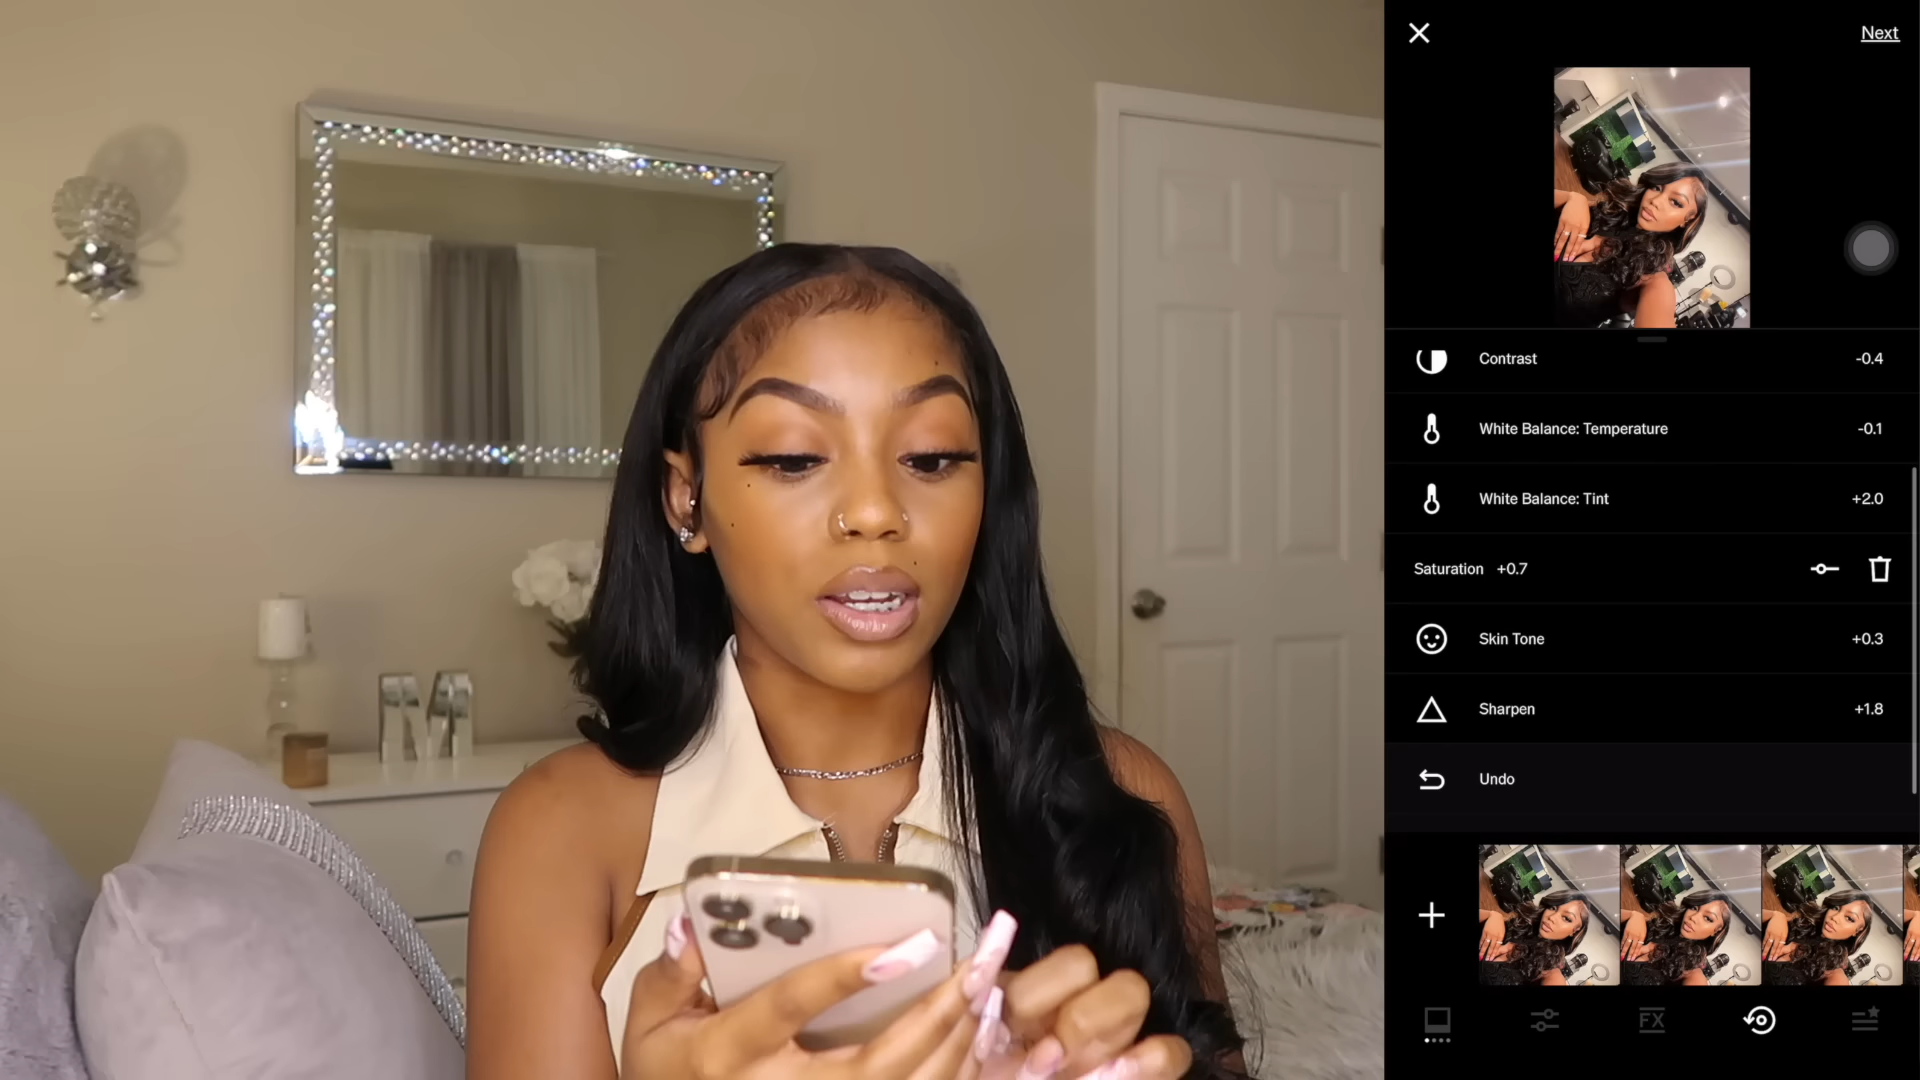 Next
Contrast -0.4
White Balance: Temperature -0.1
White Balance: Tint +2.0
Saturation +0.7
Skin Tone +0.3
Sharpen +1.8
Undo
FX
M